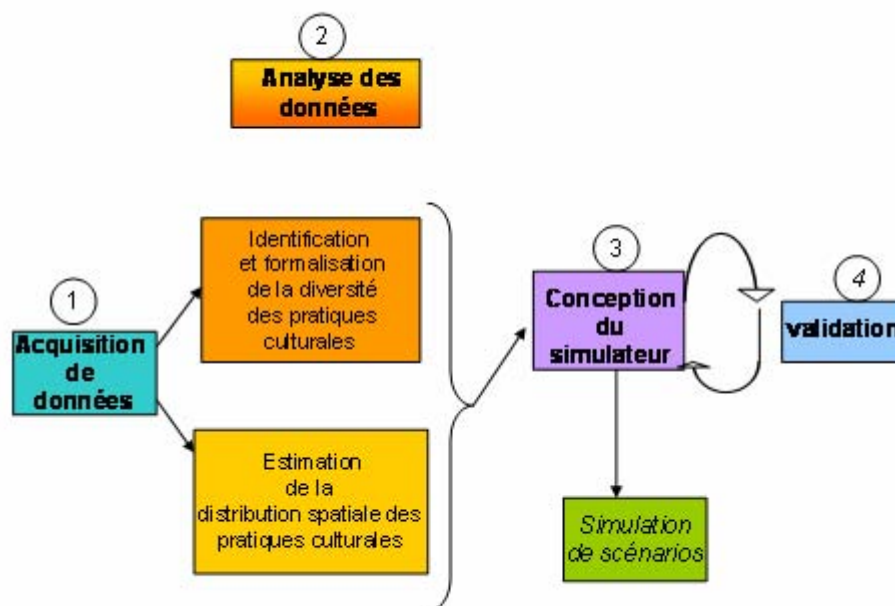 2
Analyse des
données
Identification
et formalisation
de la diversité
des pratiques
culturales
1
Acquisition
de
données
Estimation
de la
distribution spatiale des
pratiques culturales
3
Conception
du
simulateur
4
validation
Simulation
de scénarios